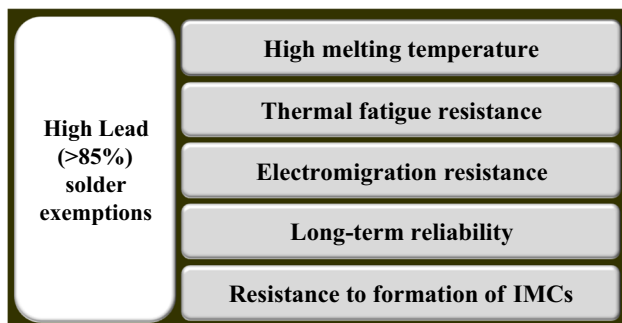 High Lead
(>85%)
solder
exemptions
High melting temperature
Thermal fatigue resistance
Electromigration resistance
Long-term reliability
Resistance to formation of IMCs